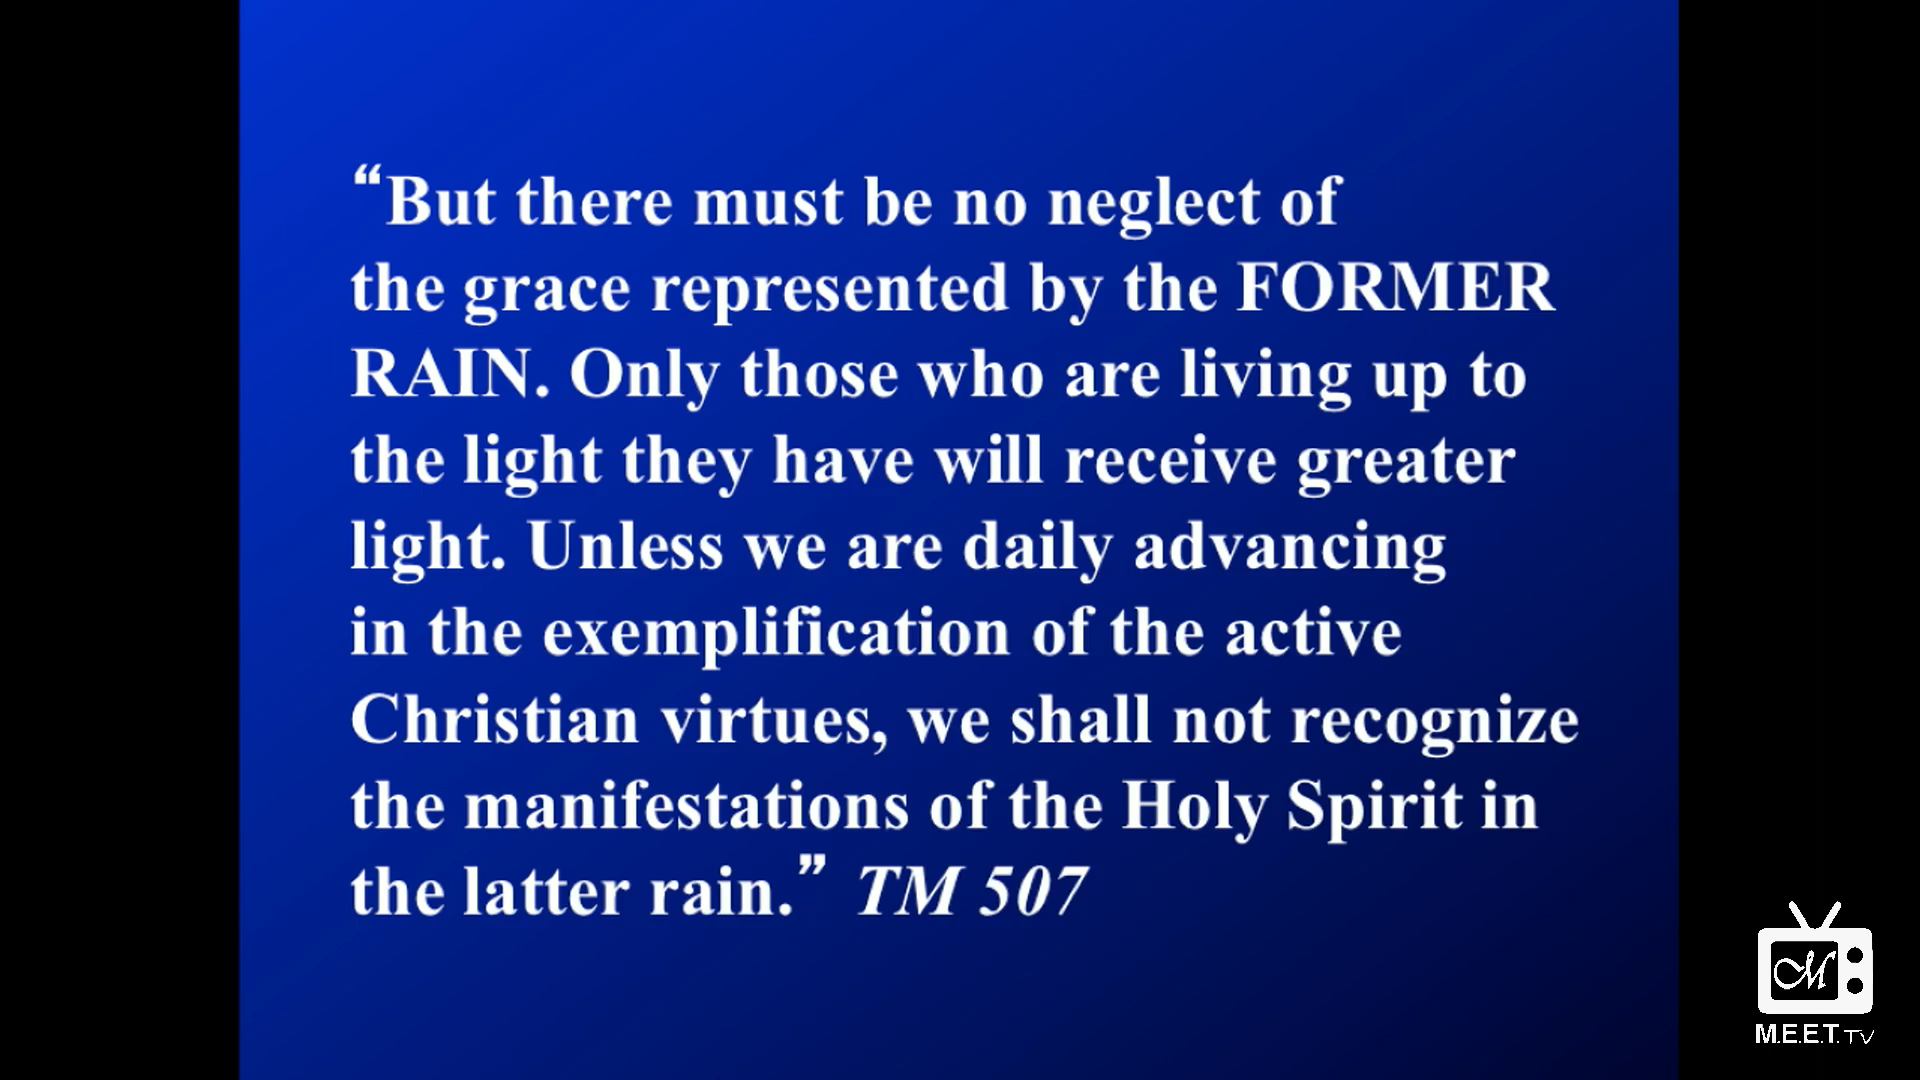 “But there must be no neglect of
the grace represented by the FORMER
RAIN. Only those who are living up to
the light they have will receive greater
light. Unless we are daily advancing
in the exemplification of the active
Christian virtues, we shall not recognize
the manifestations of the Holy Spirit in
the latter rain.” TM 507
M
M.E.E.T. TV